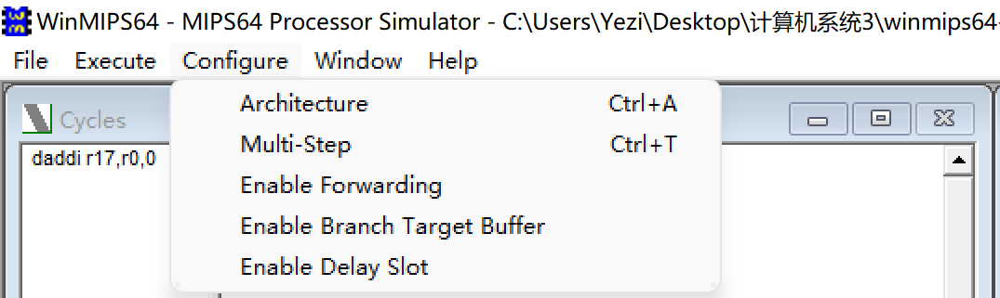 WinMIPS64 - MIPS64 Processor Simulator - C:\Users\Yezi\Desktop\计算机系统3\winmips64-
File Execute Configure Window Help
Architecture Ctrl+A
Cycles
Multi-Step Ctrl+T
daddi r17,r0,0
Enable Forwarding
Enable Branch Target Buffer
Enable Delay Slot